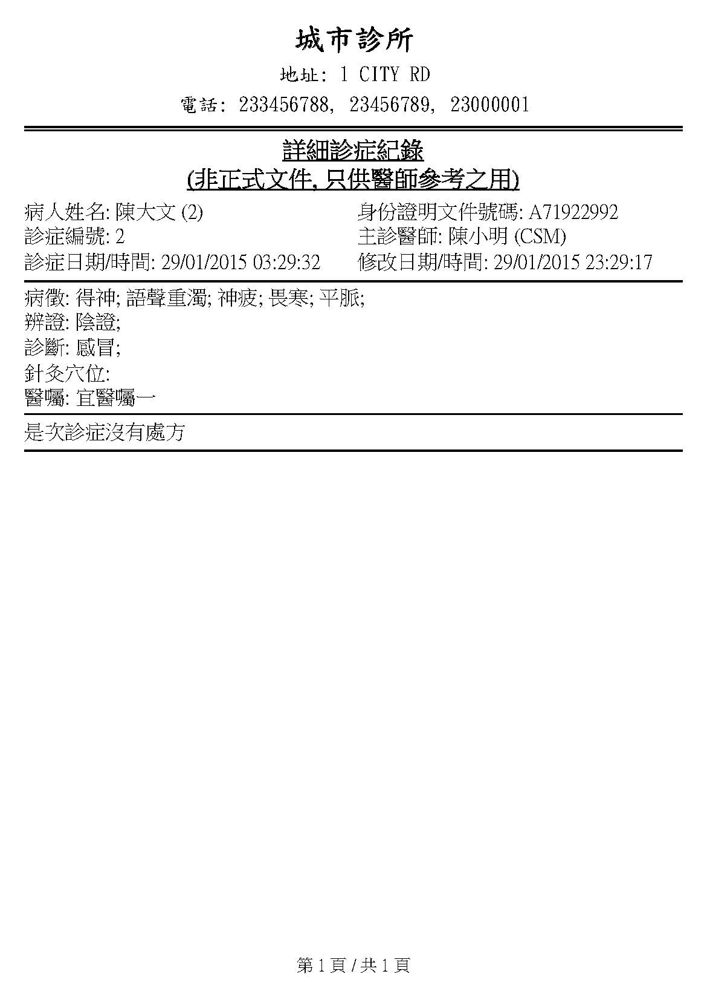 城市診所
地址: 1 CITY RD
電話: 233456788, 23456789, 23000001
詳細診症紀錄
(非正式文件, 只供醫師參考之用)
病人姓名: 陳大文 (2) 身份證明文件號碼: A71922992
診症編號: 2 主診醫師: 陳小明 (CSM)
診症日期/時間: 29/01/2015 03:29:32 修改日期/時間: 29/01/2015 23:29:17
病徵: 得神; 語聲重濁; 神疲; 畏寒; 平脈;
辨證: 陰證;
診斷: 感冒;
針灸穴位:
醫囑: 宜醫囑一
是次診症沒有處方
第 1 頁 / 共 1 頁